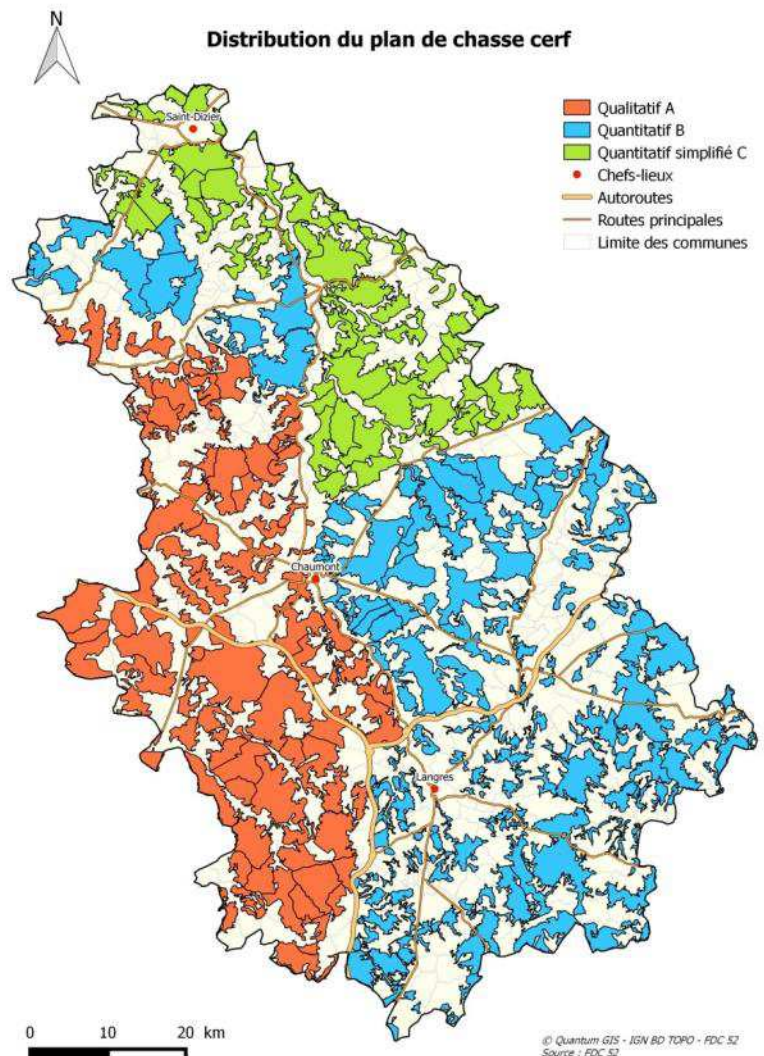 N
Distribution du plan de chasse cerf
Qualitatif A
Quantitatif B
Quantitatif simplifié C
Chefs-lieux
Autoroutes
Routes principales
Limite des communes
Saint-Dizier
Chaumont
Langres
0 10 20 km
© Quantum GIS - IGN BD TOPO - FDC 52
Source : FDC 52